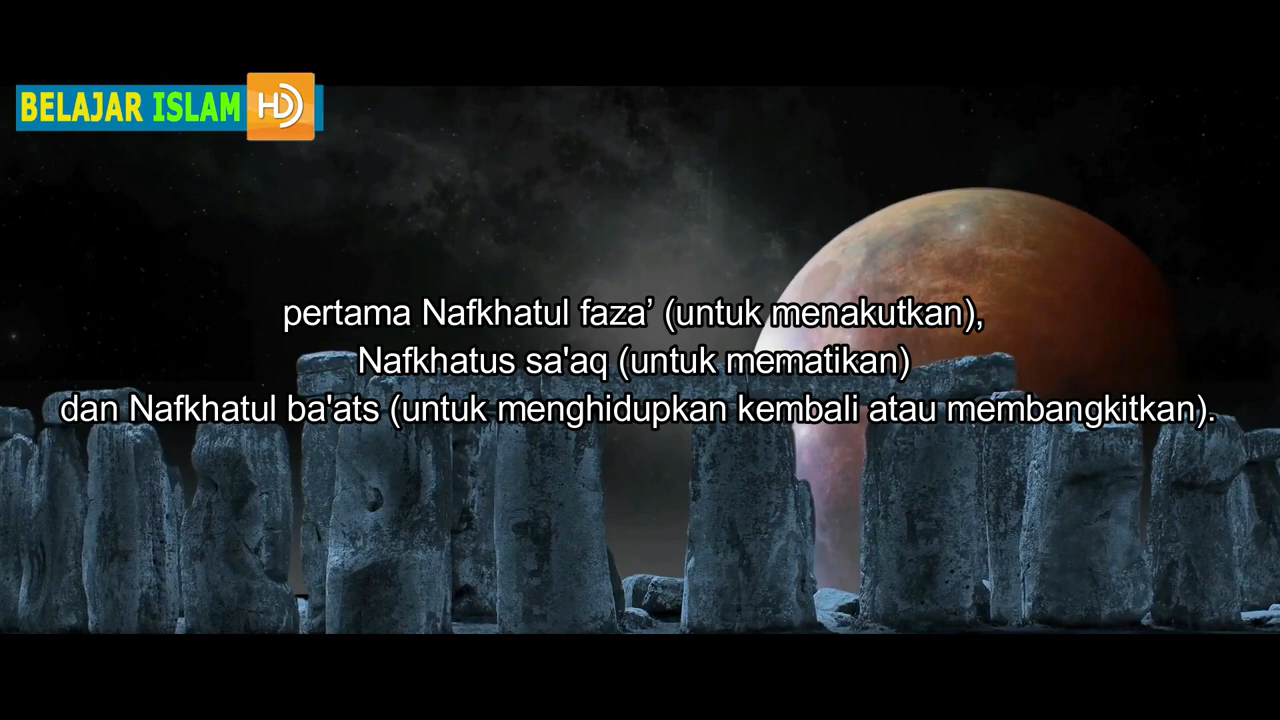 BELAJAR ISLAM HD
pertama Nafkhatul faza’ (untuk menakutkan),
Nafkhatus sa'aq (untuk mematikan)
dan Nafkhatul ba'ats (untuk menghidupkan kembali atau membangkitkan).